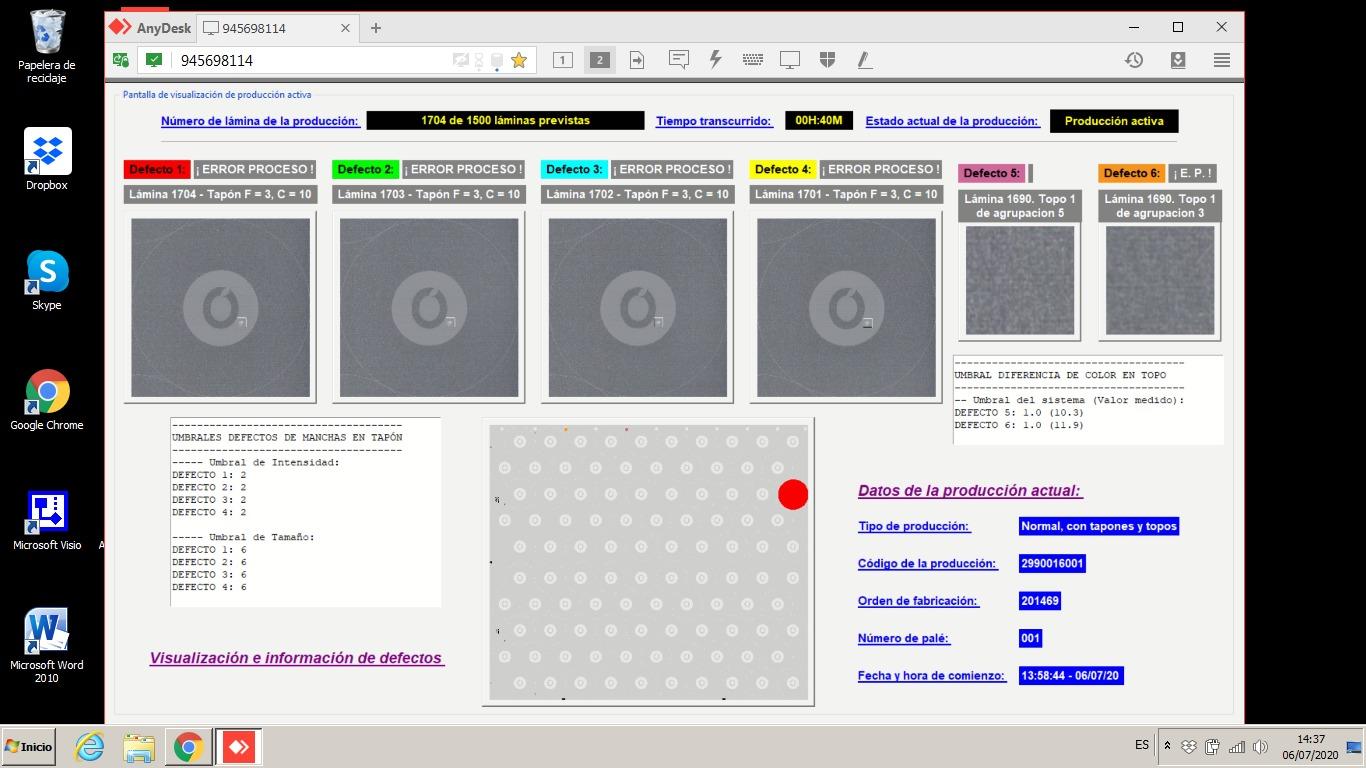 Papelera de
reciclaje
Dropbox
Skype
Google Chrome
Microsoft Visio
A
Microsoft Word
2010
AnyDesk
945698114
945698114
1
2
Pantalla de visualización de producción activa
Número de lámina de la producción: 1704 de 1500 láminas previstas Tiempo transcurrido: 00H:40M Estado actual de la producción: Producción activa
Defecto 1: ¡ ERROR PROCESO ! Defecto 2: ¡ ERROR PROCESO ! Defecto 3: ¡ ERROR PROCESO ! Defecto 4: ¡ ERROR PROCESO ! Defecto 5: Defecto 6: ¡ E. P. !
Lámina 1704 - Tapón F = 3, C = 10 Lámina 1703 - Tapón F = 3, C = 10 Lámina 1702 - Tapón F = 3, C = 10 Lámina 1701 - Tapón F = 3, C = 10
Lámina 1690. Topo 1
de agrupacion 5
Lámina 1690. Topo 1
de agrupacion 3
------------------------------------
UMBRAL DIFERENCIA DE COLOR EN TOPO
------------------------------------
-- Umbral del sistema (Valor medido):
DEFECTO 5: 1.0 (10.3)
DEFECTO 6: 1.0 (11.9)
------------------------------------
UMBRALES DEFECTOS DE MANCHAS EN TAPÓN
------------------------------------
----- Umbral de Intensidad:
DEFECTO 1: 2
DEFECTO 2: 2
DEFECTO 3: 2
DEFECTO 4: 2
----- Umbral de Tamaño:
DEFECTO 1: 6
DEFECTO 2: 6
DEFECTO 3: 6
DEFECTO 4: 6
Visualización e información de defectos
Datos de la producción actual:
Tipo de producción: Normal, con tapones y topos
Código de la producción: 2990016001
Orden de fabricación: 201469
Número de palé: 001
Fecha y hora de comienzo: 13:58:44 - 06/07/20
Inicio
ES
14:37
06/07/2020